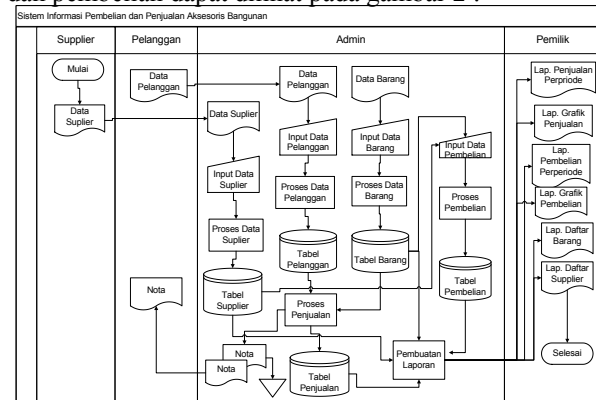 dan pembelian dapat dilihat pada gambar 2 :
Sistem Informasi Pembelian dan Penjualan Aksesoris Bangunan
Supplier
Pelanggan
Admin
Pemilik
Mulai
Data
Suplier
Data
Pelanggan
Data
Pelanggan
Data Barang
Data Suplier
Input Data
Pelanggan
Input Data
Barang
Input Data
Pembelian
Input Data
Suplier
Proses Data
Pelanggan
Proses Data
Barang
Proses
Pembelian
Proses Data
Suplier
Tabel
Pelanggan
Tabel Barang
Tabel
Pembelian
Tabel
Supplier
Proses
Penjualan
Nota
Nota
Nota
Tabel
Penjualan
Pembuatan
Laporan
Lap. Penjualan
Perpriode
Lap. Grafik
Penjualan
Lap.
Pembelian
Perperiode
Lap. Grafik
Pembelian
Lap. Daftar
Barang
Lap. Daftar
Supplier
Selesai